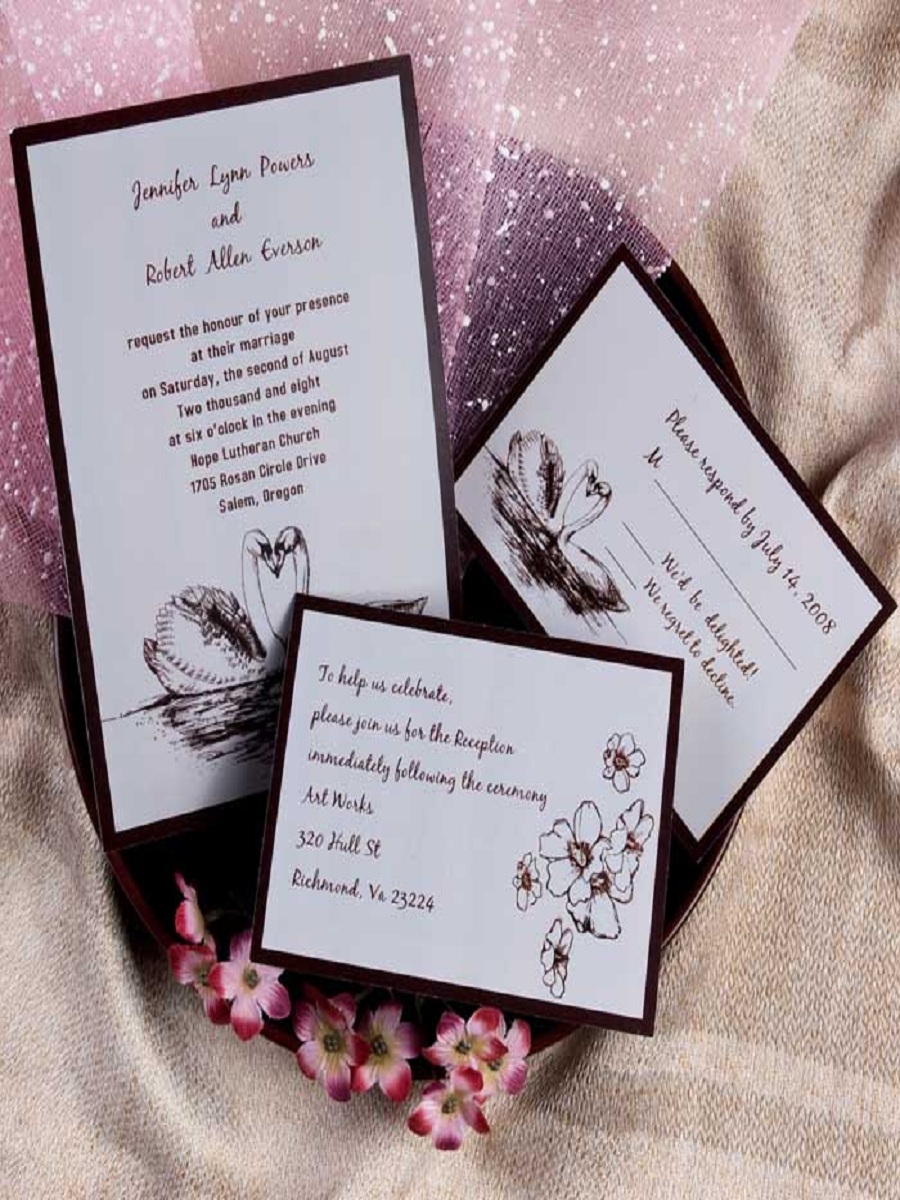 Jennifer Lynn Powers
and
Robert Allen Everson
request the honour of your presence
at their marriage
on Saturday, the second of August
Two thousand and eight
at six o'clock in the evening
Hope Lutheran Church
1705 Rosan Circle Drive
Salem, Oregon
Please respond by July 14, 2008
M
We'd be delighted!
We regret to decline.
To help us celebrate,
please join us for the Reception
immediately following the ceremony
Art Works
320 Hull St
Richmond, Va 23224